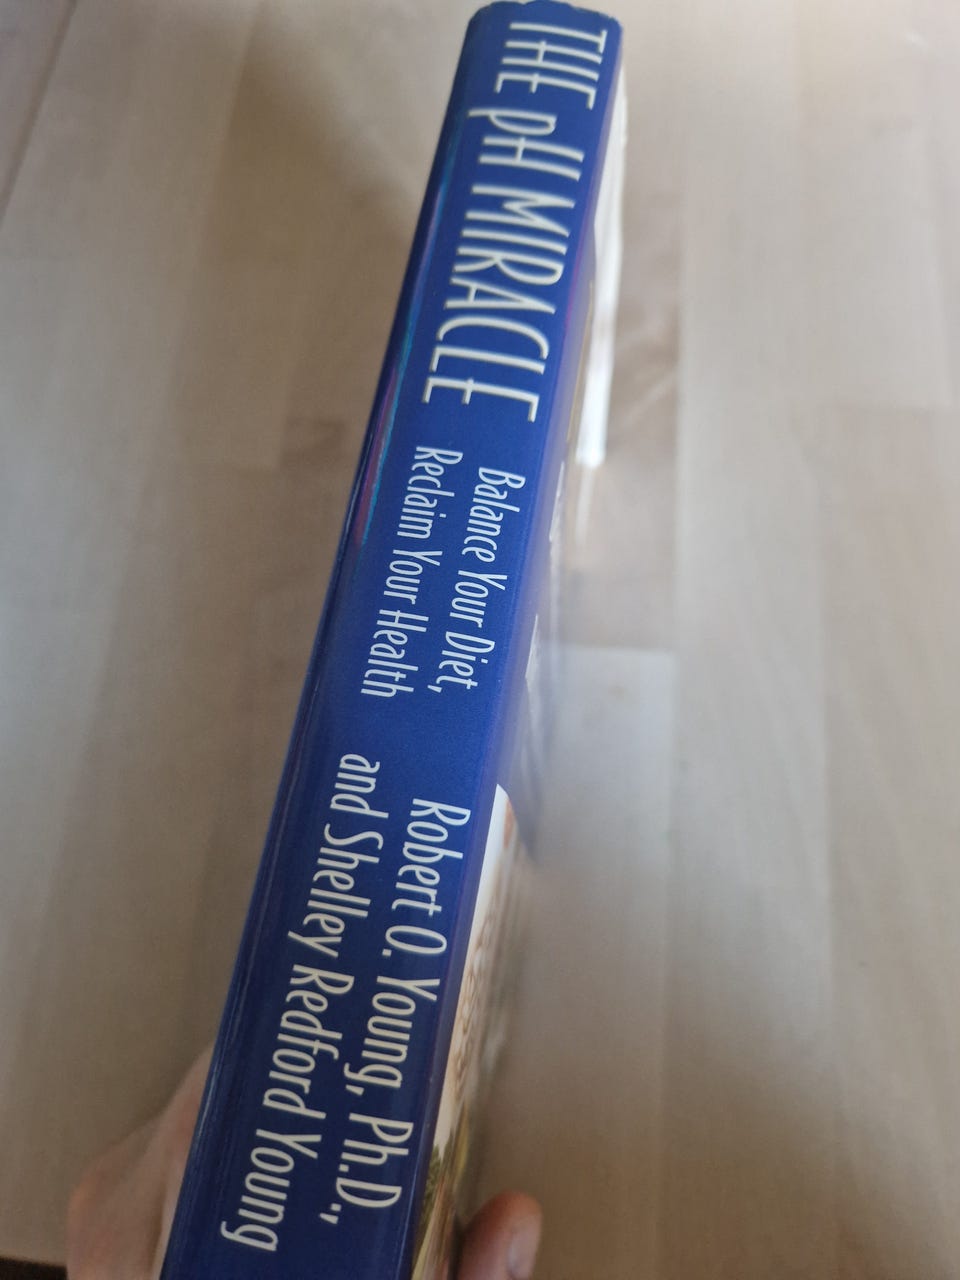 THE pH MIRACLE
Balance Your Diet,
Reclaim Your Health
Robert O. Young, Ph.D.,
and Shelley Redford Young